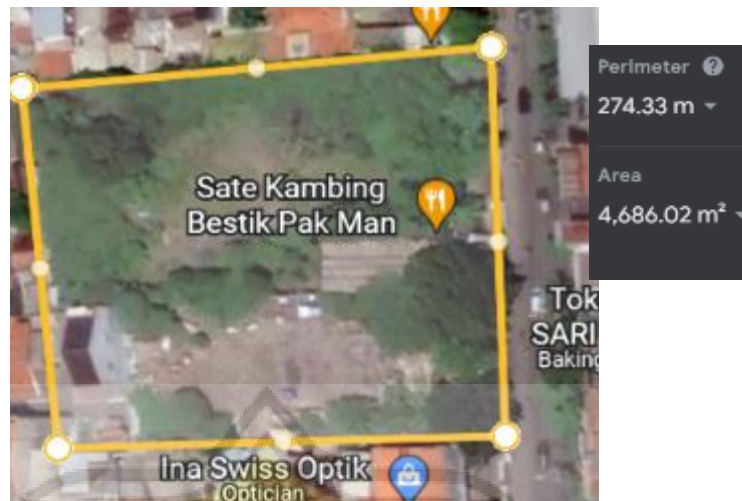 Perimeter
274.33 m
Area
4,686.02 m²
Sate Kambing
Bestik Pak Man
Tok
SARI
Baking
Ina Swiss Optik
Optician